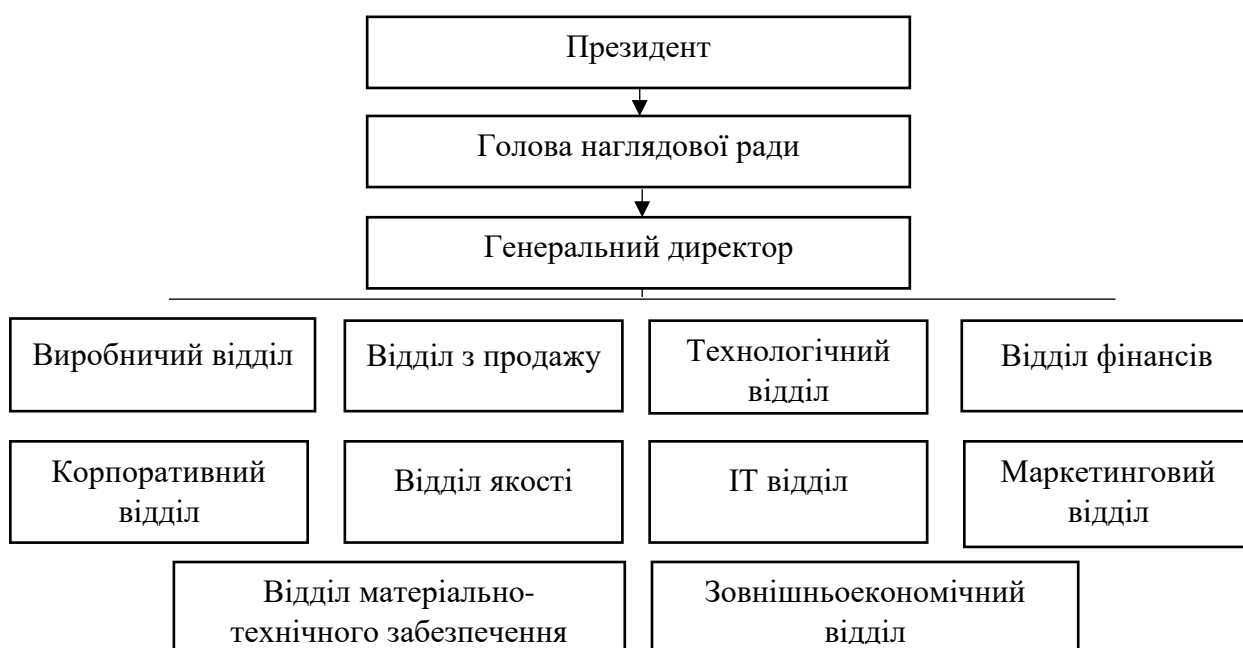 Президент
Голова наглядової ради
Генеральний директор
Виробничий відділ
Відділ з продажу
Технологічний
відділ
Відділ фінансів
Корпоративний
відділ
Відділ якості
ІТ відділ
Маркетинговий
відділ
Відділ матеріально-
технічного забезпечення
Зовнішньоекономічний
відділ